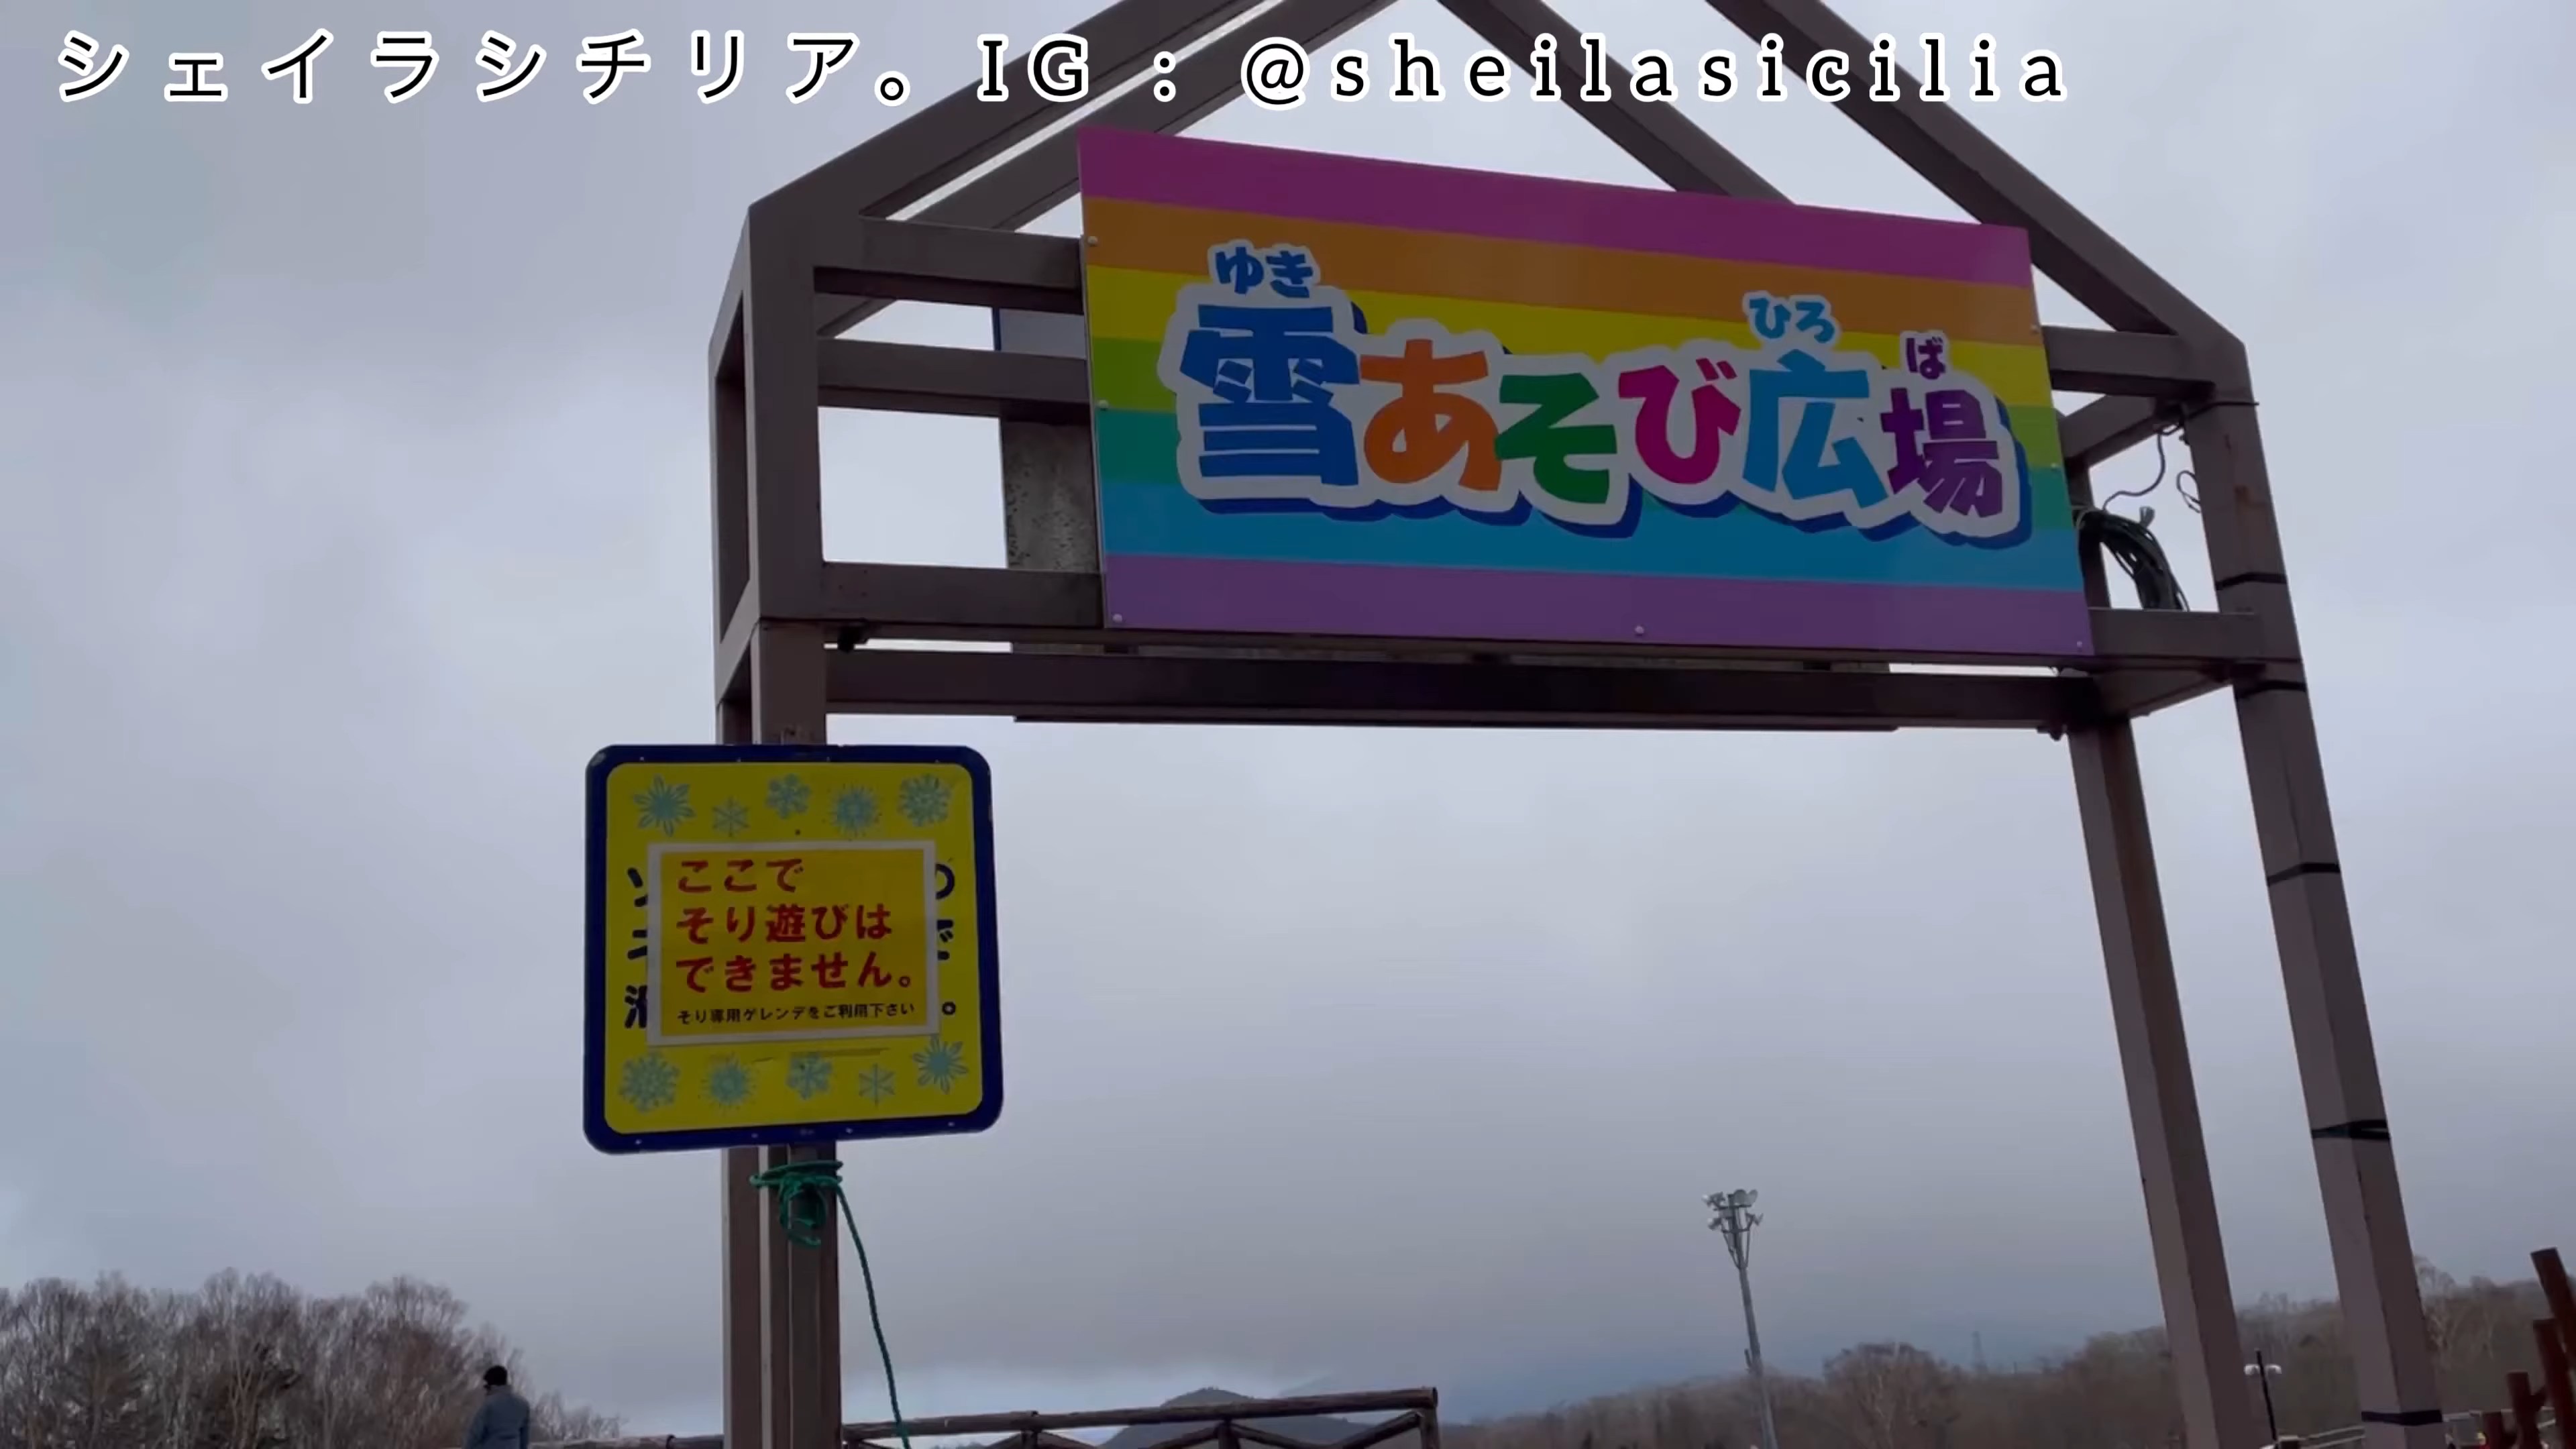 シェイラシチリア。 IG : @sheilasicilia
ゆき ひろ ば
雪あそび広場
ここで
そり遊びは
できません。
そり専用ゲレンデをご利用下さい